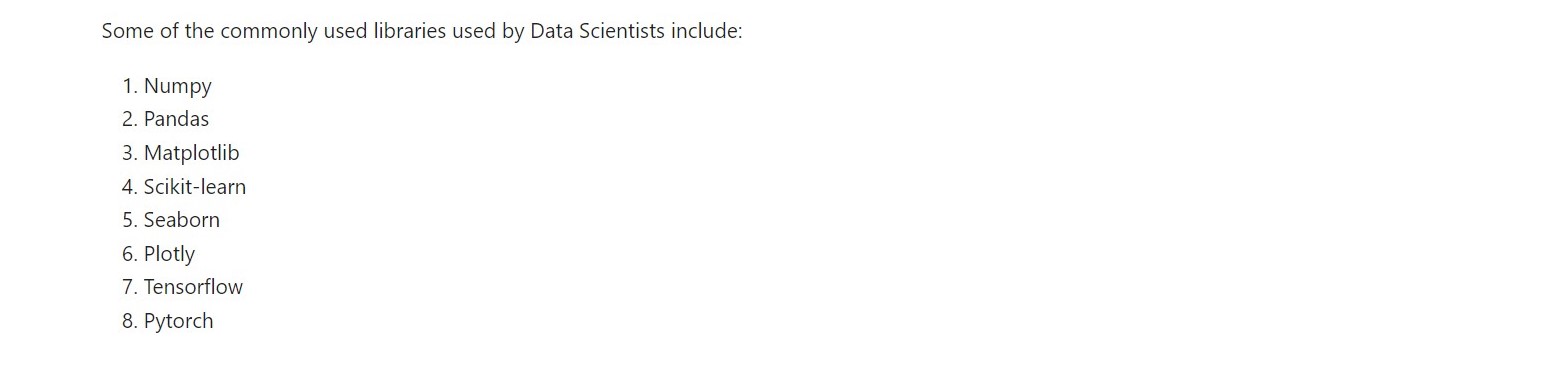 Some of the commonly used libraries used by Data Scientists include:
1. Numpy
2. Pandas
3. Matplotlib
4. Scikit-learn
5. Seaborn
6. Plotly
7. Tensorflow
8. Pytorch